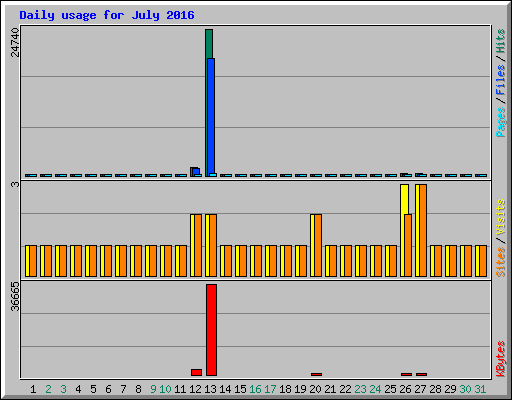 Daily usage for July 2016
24740
Pages / Files / Hits
3
Sites / Visits
36665
KBytes
1 2 3 4 5 6 7 8 9 10 11 12 13 14 15 16 17 18 19 20 21 22 23 24 25 26 27 28 29 30 31